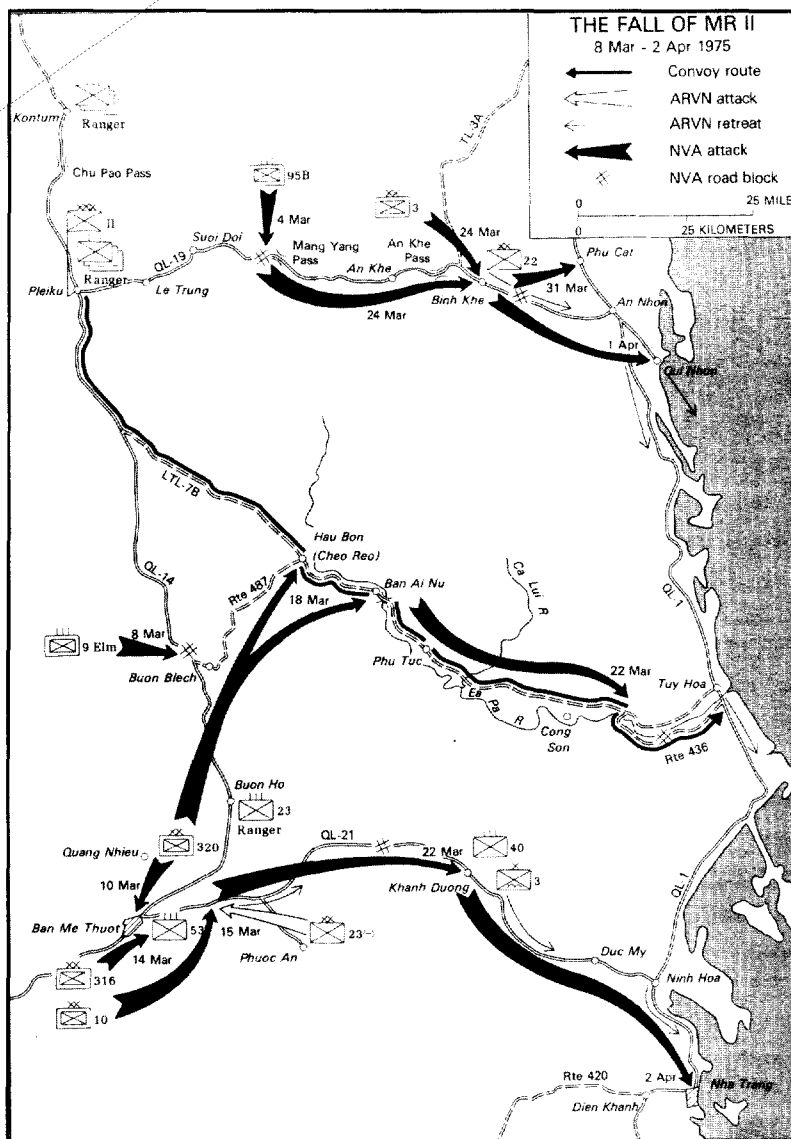 THE FALL OF MR II
8 Mar - 2 Apr 1975
Convoy route
ARVN attack
ARVN retreat
NVA attack
NVA road block
0 25 MILE
0 25 KILOMETERS
Kontum
Ranger
Chu Pao Pass
II
Ranger
Pleiku
QL-19
Suoi Doi
Le Trung
95B
4 Mar
Mang Yang
Pass
24 Mar
An Khe
An Khe
Pass
3
24 Mar
TL-3A
Binh Khe
22
31 Mar
Phu Cat
An Nhon
1 Apr
Qui Nhon
LTL-7B
QL-14
Hau Bon
(Cheo Reo)
Rte 487
18 Mar
Ban Ai Nu
Ca Lui R
QL-1
9 Elm
8 Mar
Buon Blech
Phu Tuc
Ea Pa R
22 Mar
Cong
Son
Tuy Hoa
Rte 436
Buon Ho
23
Ranger
Quang Nhieu
320
10 Mar
QL-21
22 Mar
40
Khanh Duong
3
QL-1
Ban Me Thuot
53
15 Mar
23(-)
14 Mar
Phuoc An
316
10
Duc My
Ninh Hoa
2 Apr
Nha Trang
Rte 420
Dien Khanh